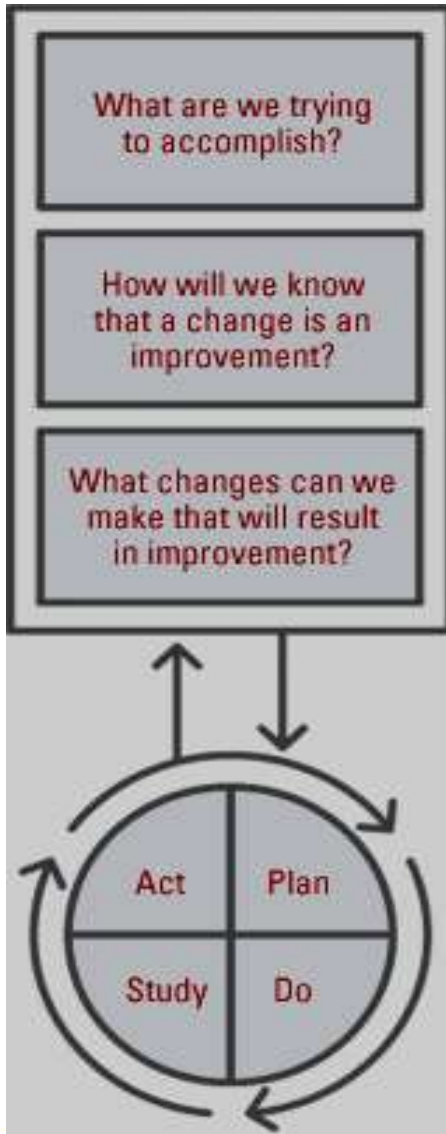 What are we trying
to accomplish?
How will we know
that a change is an
improvement?
What changes can we
make that will result
in improvement?
Act
Plan
Study
Do